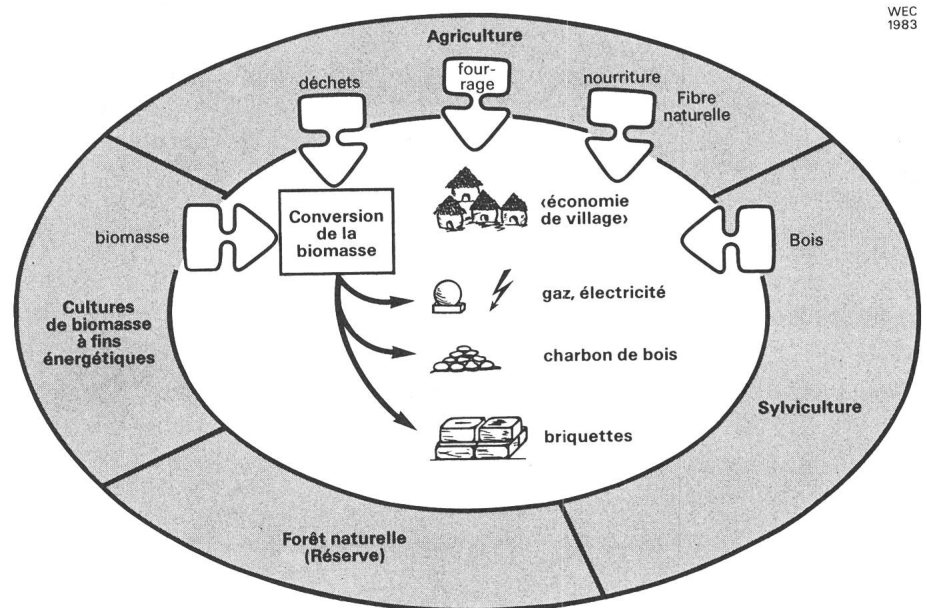 WEC
1983
Agriculture
déchets
four-
rage
nourriture
Fibre
naturelle
biomasse
Conversion
de la
biomasse
‹économie
de village›
Bois
gaz, électricité
Cultures
de biomasse
à fins
énergétiques
charbon de bois
Sylviculture
briquettes
Forêt naturelle
(Réserve)